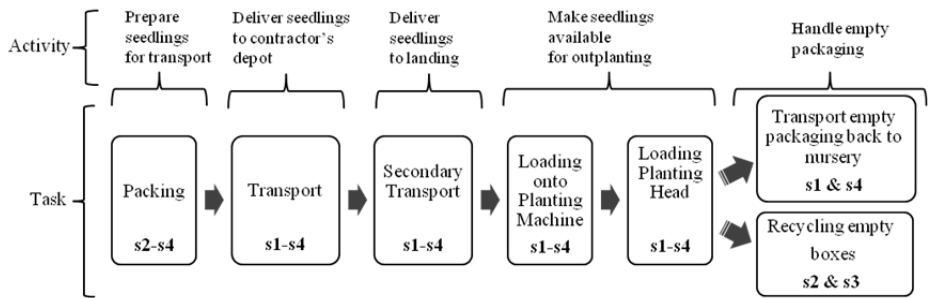 Activity
Prepare
seedlings
for transport
Deliver seedlings
to contractor's
depot
Deliver
seedlings
to landing
Make seedlings
available
for outplanting
Handle empty
packaging
Task
Packing
s2-s4
Transport
s1-s4
Secondary
Transport
s1-s4
Loading
onto
Planting
Machine
s1-s4
Loading
Planting
Head
s1-s4
Transport empty
packaging back to
nursery
s1 & s4
Recycling empty
boxes
s2 & s3